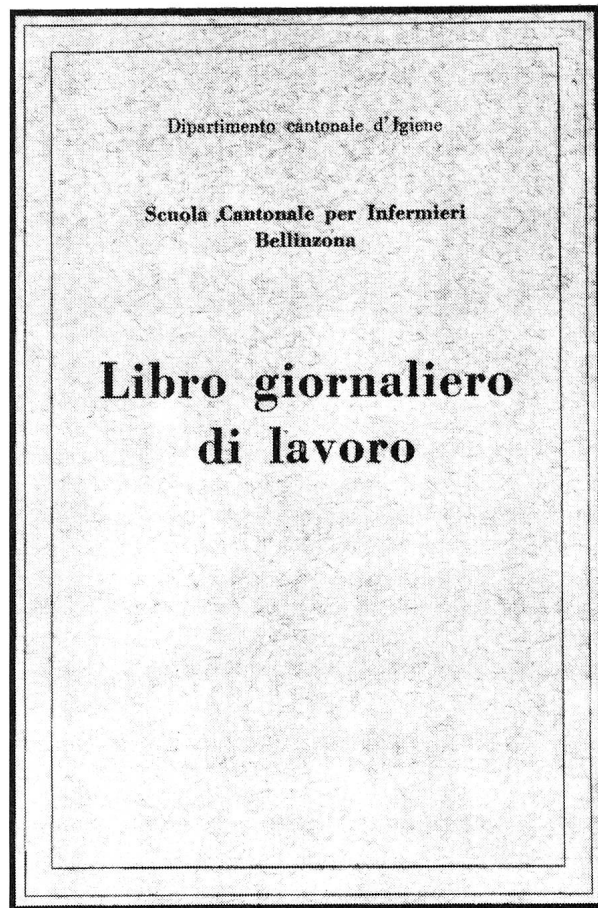 Dipartimento cantonale d'Igiene
Scuola Cantonale per Infermieri
Bellinzona
Libro giornaliero
di lavoro